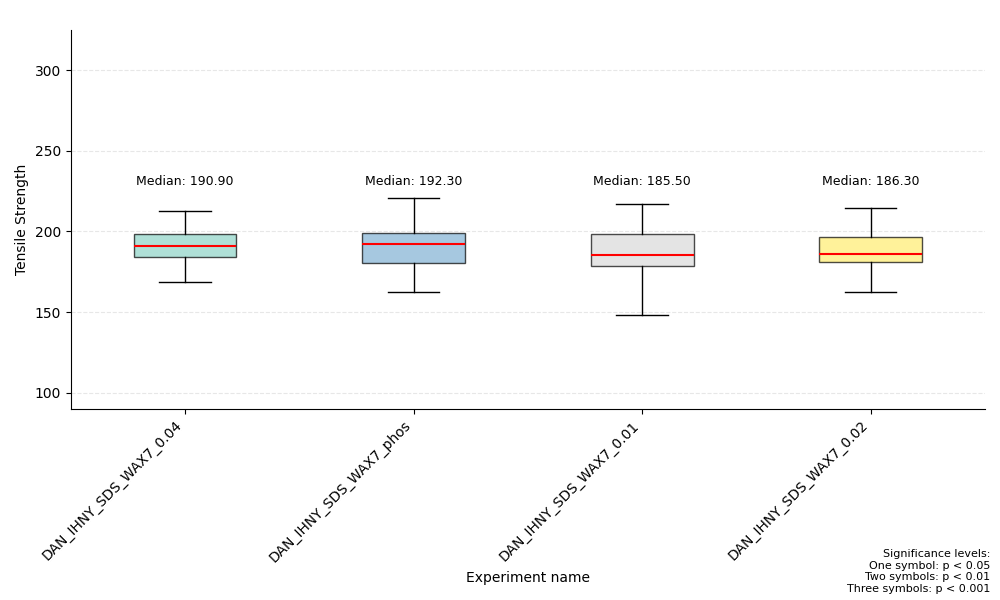 300
250
200
150
100
Tensile Strength
Median: 190.90
Median: 192.30
Median: 185.50
Median: 186.30
DAN_IHNY_SDS_WAX7_0.04
DAN_IHNY_SDS_WAX7_phos
DAN_IHNY_SDS_WAX7_0.01
DAN_IHNY_SDS_WAX7_0.02
Experiment name
Significance levels:
One symbol: p < 0.05
Two symbols: p < 0.01
Three symbols: p < 0.001